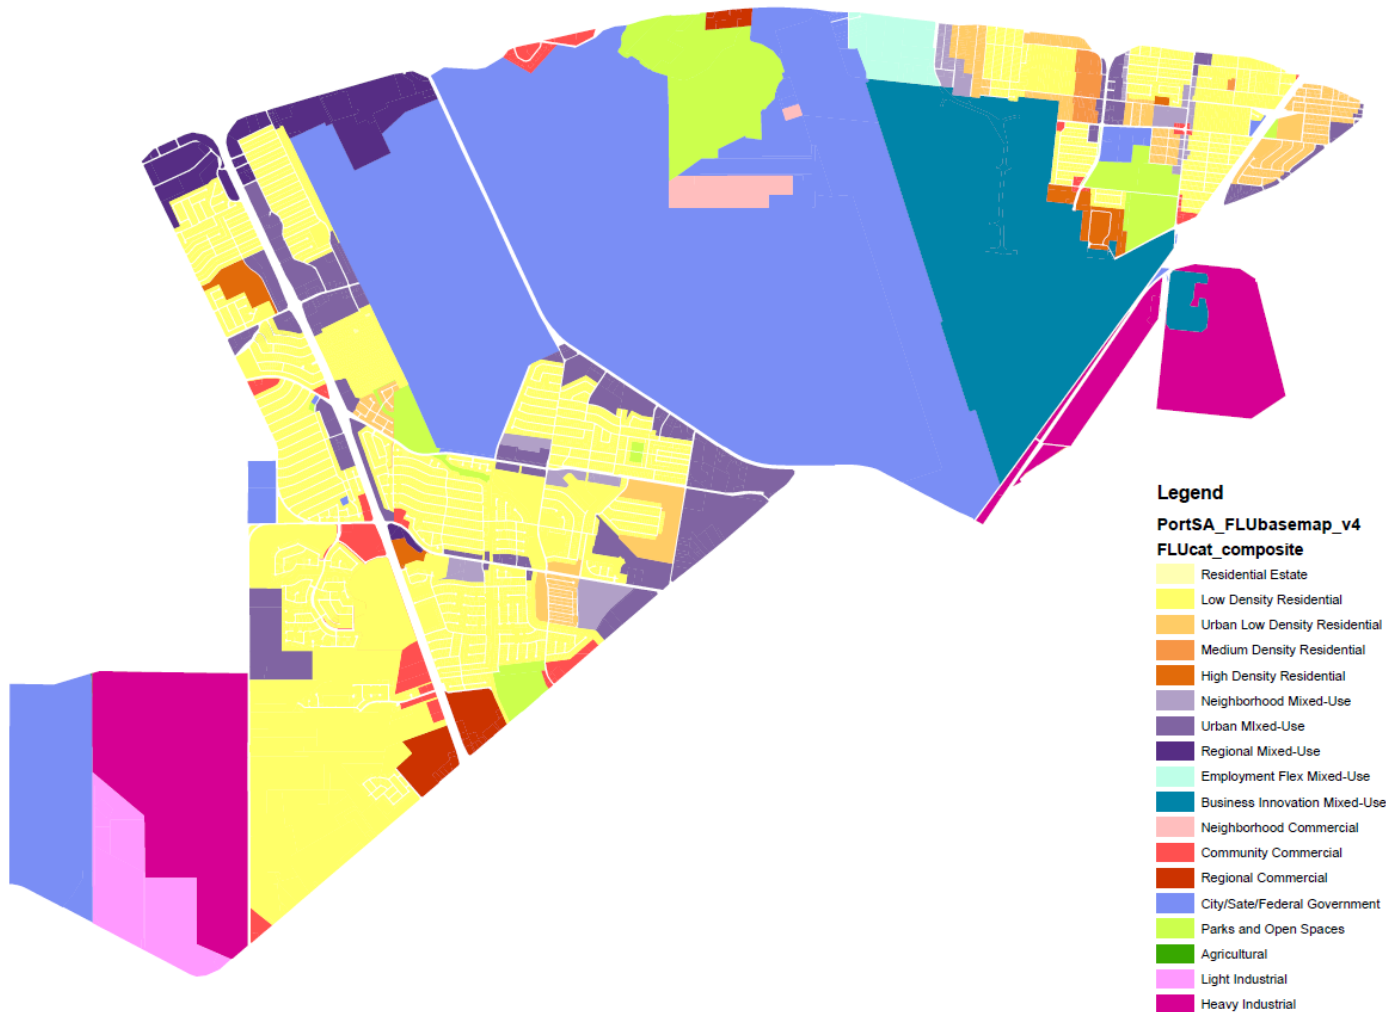 Legend
PortSA_FLUbasemap_v4
FLUcat_composite
Residential Estate
Low Density Residential
Urban Low Density Residential
Medium Density Residential
High Density Residential
Neighborhood Mixed-Use
Urban MIxed-Use
Regional Mixed-Use
Employment Flex Mixed-Use
Business Innovation Mixed-Use
Neighborhood Commercial
Community Commercial
Regional Commercial
City/Sate/Federal Government
Parks and Open Spaces
Agricultural
Light Industrial
Heavy Industrial